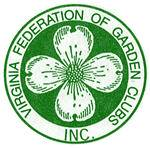 VIRGINIA FEDERATION OF GARDEN CLUBS
INC.